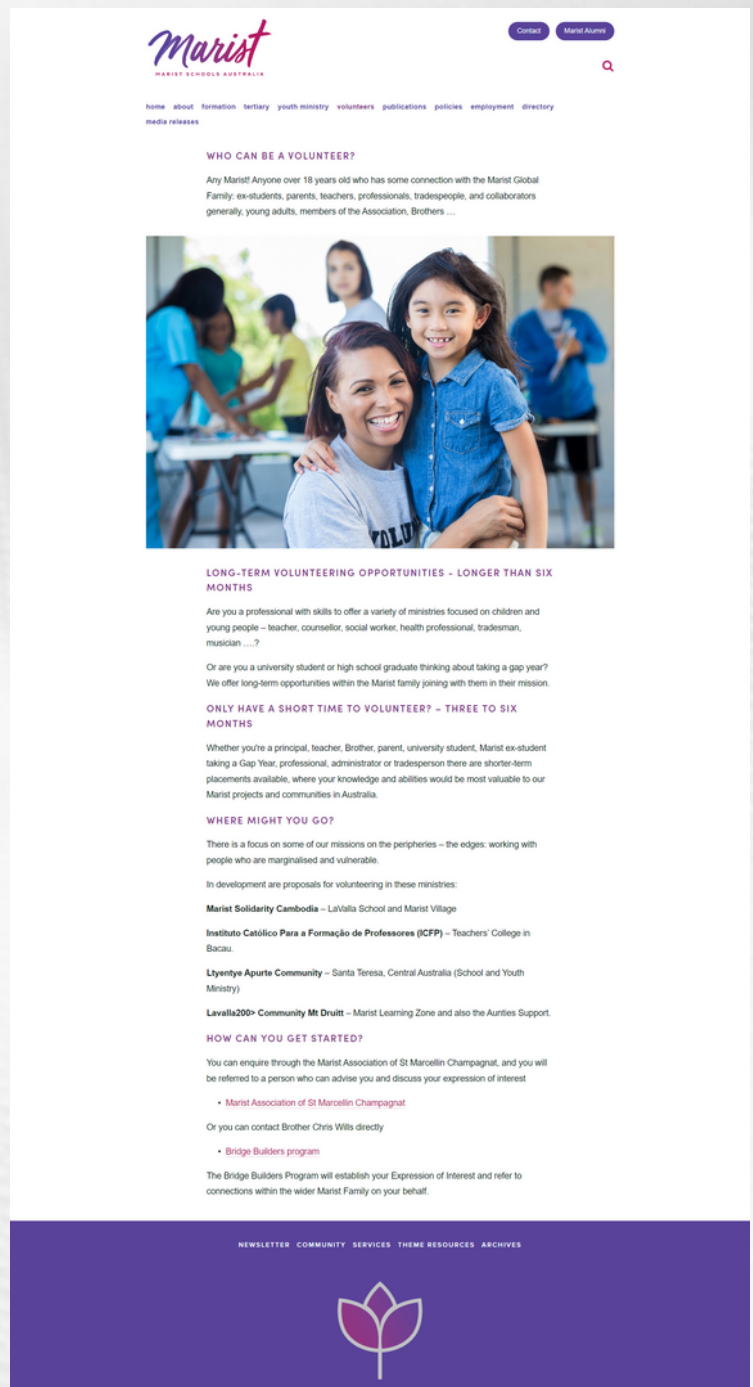 Marist
MARIST SCHOOLS AUSTRALIA
Contact
Marist Alumni
home about formation tertiary youth ministry volunteers publications policies employment directory
media releases
WHO CAN BE A VOLUNTEER?
Any Marist! Anyone over 18 years old who has some connection with the Marist Global
Family: ex-students, parents, teachers, professionals, tradespeople, and collaborators
generally, young adults, members of the Association, Brothers …
VOLU
LONG-TERM VOLUNTEERING OPPORTUNITIES - LONGER THAN SIX
MONTHS
Are you a professional with skills to offer a variety of ministries focused on children and
young people – teacher, counsellor, social worker, health professional, tradesman,
musician ….?
Or are you a university student or high school graduate thinking about taking a gap year?
We offer long-term opportunities within the Marist family joining with them in their mission.
ONLY HAVE A SHORT TIME TO VOLUNTEER? – THREE TO SIX
MONTHS
Whether you're a principal, teacher, Brother, parent, university student, Marist ex-student
taking a Gap Year, professional, administrator or tradesperson there are shorter-term
placements available, where your knowledge and abilities would be most valuable to our
Marist projects and communities in Australia.
WHERE MIGHT YOU GO?
There is a focus on some of our missions on the peripheries – the edges: working with
people who are marginalised and vulnerable.
In development are proposals for volunteering in these ministries:
Marist Solidarity Cambodia – LaValla School and Marist Village
Instituto Católico Para a Formação de Professores (ICFP) – Teachers' College in
Bacau.
Ltyentye Apurte Community – Santa Teresa, Central Australia (School and Youth
Ministry)
Lavalla200> Community Mt Druitt – Marist Learning Zone and also the Aunties Support.
HOW CAN YOU GET STARTED?
You can enquire through the Marist Association of St Marcellin Champagnat, and you will
be referred to a person who can advise you and discuss your expression of interest
• Marist Association of St Marcellin Champagnat
Or you can contact Brother Chris Wills directly
• Bridge Builders program
The Bridge Builders Program will establish your Expression of Interest and refer to
connections within the wider Marist Family on your behalf.
NEWSLETTER COMMUNITY SERVICES THEME RESOURCES ARCHIVES